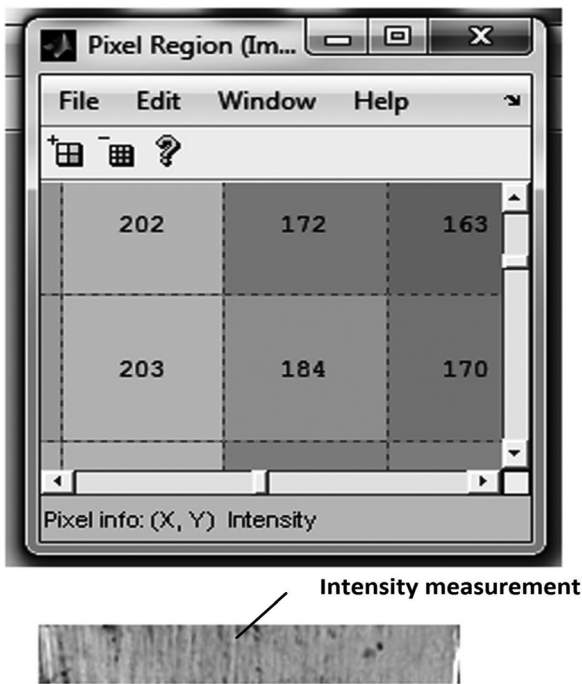 Pixel Region (Im...
File Edit Window Help
202 172 163
203 184 170
Pixel info: (X, Y) Intensity
Intensity measurement